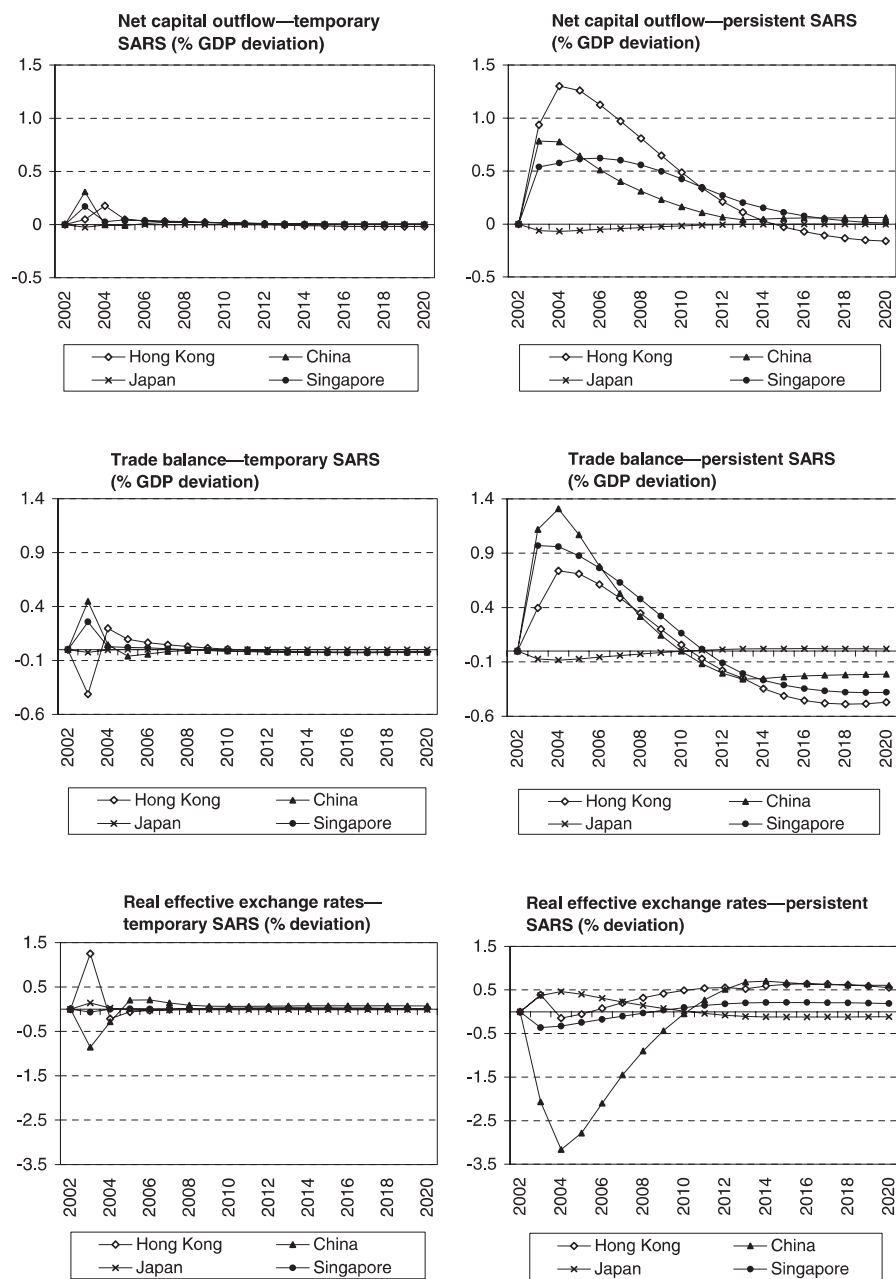 Net capital outflow—temporary
SARS (% GDP deviation)
1.5
1.0
0.5
0
-0.5
2002
2004
2006
2008
2010
2012
2014
2016
2018
2020
Hong Kong
China
Japan
Singapore
Net capital outflow—persistent SARS
(% GDP deviation)
1.5
1.0
0.5
0
-0.5
2002
2004
2006
2008
2010
2012
2014
2016
2018
2020
Hong Kong
China
Japan
Singapore
Trade balance—temporary SARS
(% GDP deviation)
1.4
0.9
0.4
-0.1
-0.6
2002
2004
2006
2008
2010
2012
2014
2016
2018
2020
Hong Kong
China
Japan
Singapore
Trade balance—persistent SARS
(% GDP deviation)
1.4
0.9
0.4
-0.1
-0.6
2002
2004
2006
2008
2010
2012
2014
2016
2018
2020
Hong Kong
China
Japan
Singapore
Real effective exchange rates—
temporary SARS (% deviation)
1.5
0.5
-0.5
-1.5
-2.5
-3.5
2002
2004
2006
2008
2010
2012
2014
2016
2018
2020
Hong Kong
China
Japan
Singapore
Real effective exchange rates—persistent
SARS (% deviation)
1.5
0.5
-0.5
-1.5
-2.5
-3.5
2002
2004
2006
2008
2010
2012
2014
2016
2018
2020
Hong Kong
China
Japan
Singapore